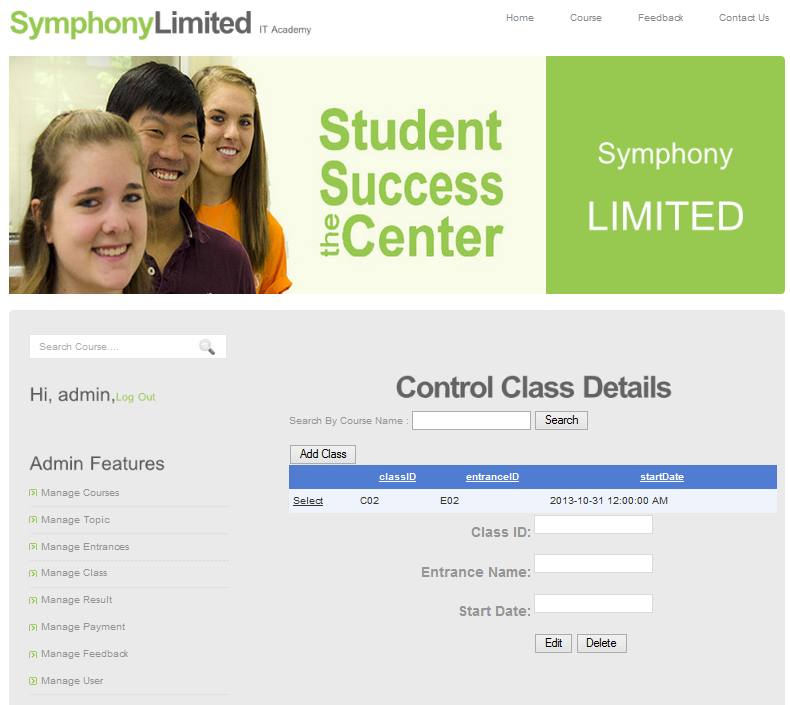 SymphonyLimited IT Academy
Home Course Feedback Contact Us
Student
Success
the Center
Symphony
LIMITED
Search Course....
Hi, admin,Log Out
Admin Features
Manage Courses
Manage Topic
Manage Entrances
Manage Class
Manage Result
Manage Payment
Manage Feedback
Manage User
Control Class Details
Search By Course Name : Search
Add Class
classID entranceID startDate
Select C02 E02 2013-10-31 12:00:00 AM
Class ID:
Entrance Name:
Start Date:
Edit Delete